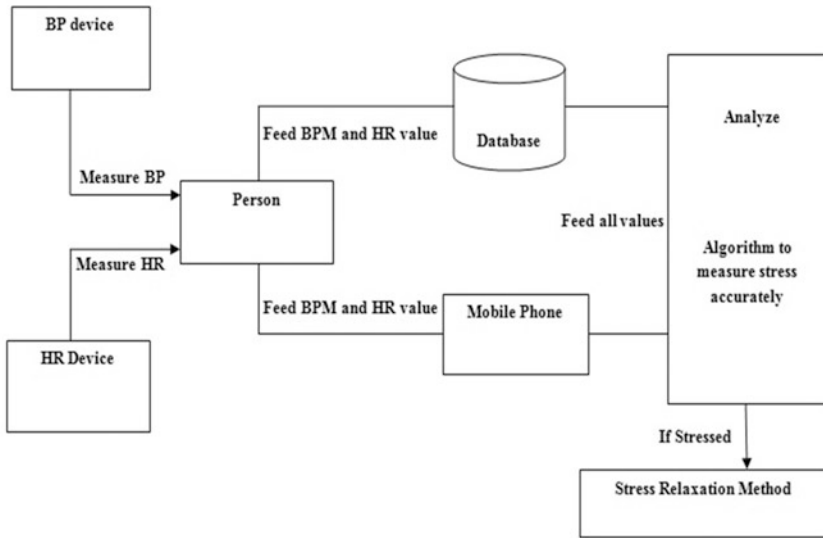 BP device
Measure BP
Person
Measure HR
HR Device
Feed BPM and HR value
Database
Feed BPM and HR value
Mobile Phone
Feed all values
Analyze
Algorithm to
measure stress
accurately
If Stressed
Stress Relaxation Method